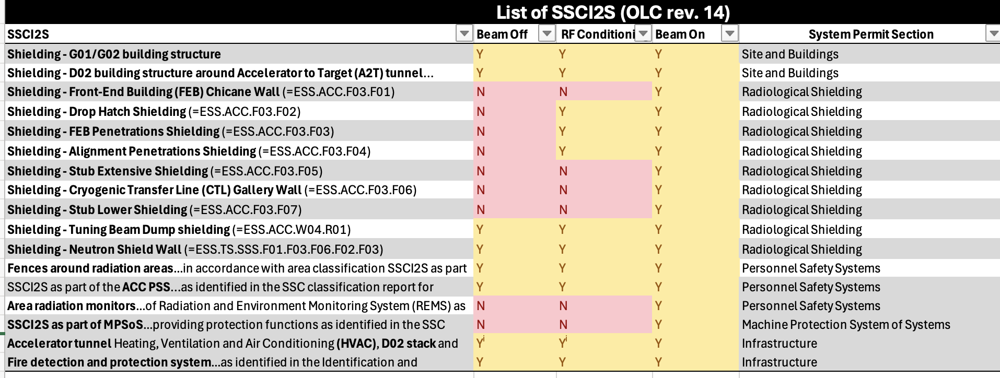 List of SSCI2S (OLC rev. 14)
SSCI2S Beam Off RF Conditioni Beam On System Permit Section
Shielding - G01/G02 building structure Y Y Y Site and Buildings
Shielding - D02 building structure around Accelerator to Target (A2T) tunnel... Y Y Y Site and Buildings
Shielding - Front-End Building (FEB) Chicane Wall (=ESS.ACC.F03.F01) N N Y Radiological Shielding
Shielding - Drop Hatch Shielding (=ESS.ACC.F03.F02) N Y Y Radiological Shielding
Shielding - FEB Penetrations Shielding (=ESS.ACC.F03.F03) N Y Y Radiological Shielding
Shielding - Alignment Penetrations Shielding (=ESS.ACC.F03.F04) N Y Y Radiological Shielding
Shielding - Stub Extensive Shielding (=ESS.ACC.F03.F05) N N Y Radiological Shielding
Shielding - Cryogenic Transfer Line (CTL) Gallery Wall (=ESS.ACC.F03.F06) N N Y Radiological Shielding
Shielding - Stub Lower Shielding (=ESS.ACC.F03.F07) N N Y Radiological Shielding
Shielding - Tuning Beam Dump shielding (=ESS.ACC.W04.R01) Y Y Y Radiological Shielding
Shielding - Neutron Shield Wall (=ESS.TS.SSS.F01.F03.F06.F02.F03) Y Y Y Radiological Shielding
Fences around radiation areas...in accordance with area classification SSCI2S as part Y Y Y Personnel Safety Systems
SSCI2S as part of the ACC PSS...as identified in the SSC classification report for Y Y Y Personnel Safety Systems
Area radiation monitors...of Radiation and Environment Monitoring System (REMS) as N N Y Personnel Safety Systems
SSCI2S as part of MPSoS...providing protection functions as identified in the SSC N N Y Machine Protection System of Systems
Accelerator tunnel Heating, Ventilation and Air Conditioning (HVAC), D02 stack and Yⁱ Yⁱ Y Infrastructure
Fire detection and protection system...as identified in the Identification and Y Y Y Infrastructure